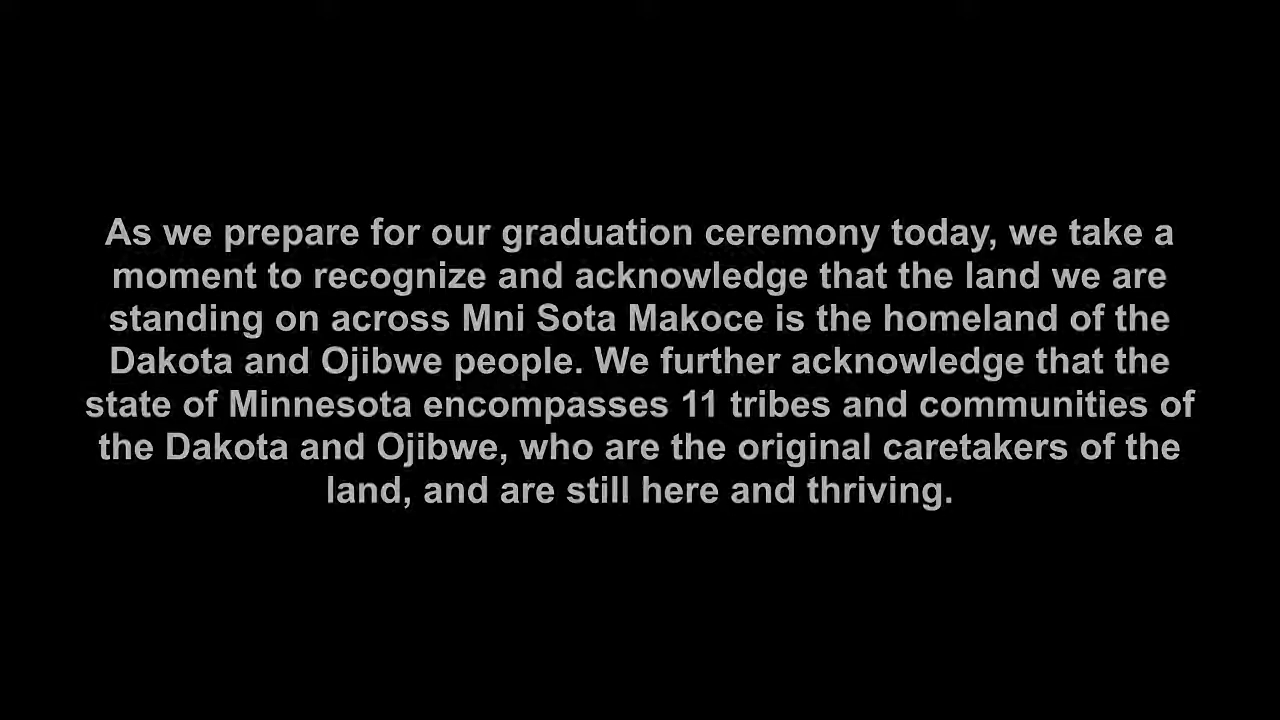 As we prepare for our graduation ceremony today, we take a
moment to recognize and acknowledge that the land we are
standing on across Mni Sota Makoce is the homeland of the
Dakota and Ojibwe people. We further acknowledge that the
state of Minnesota encompasses 11 tribes and communities of
the Dakota and Ojibwe, who are the original caretakers of the
land, and are still here and thriving.